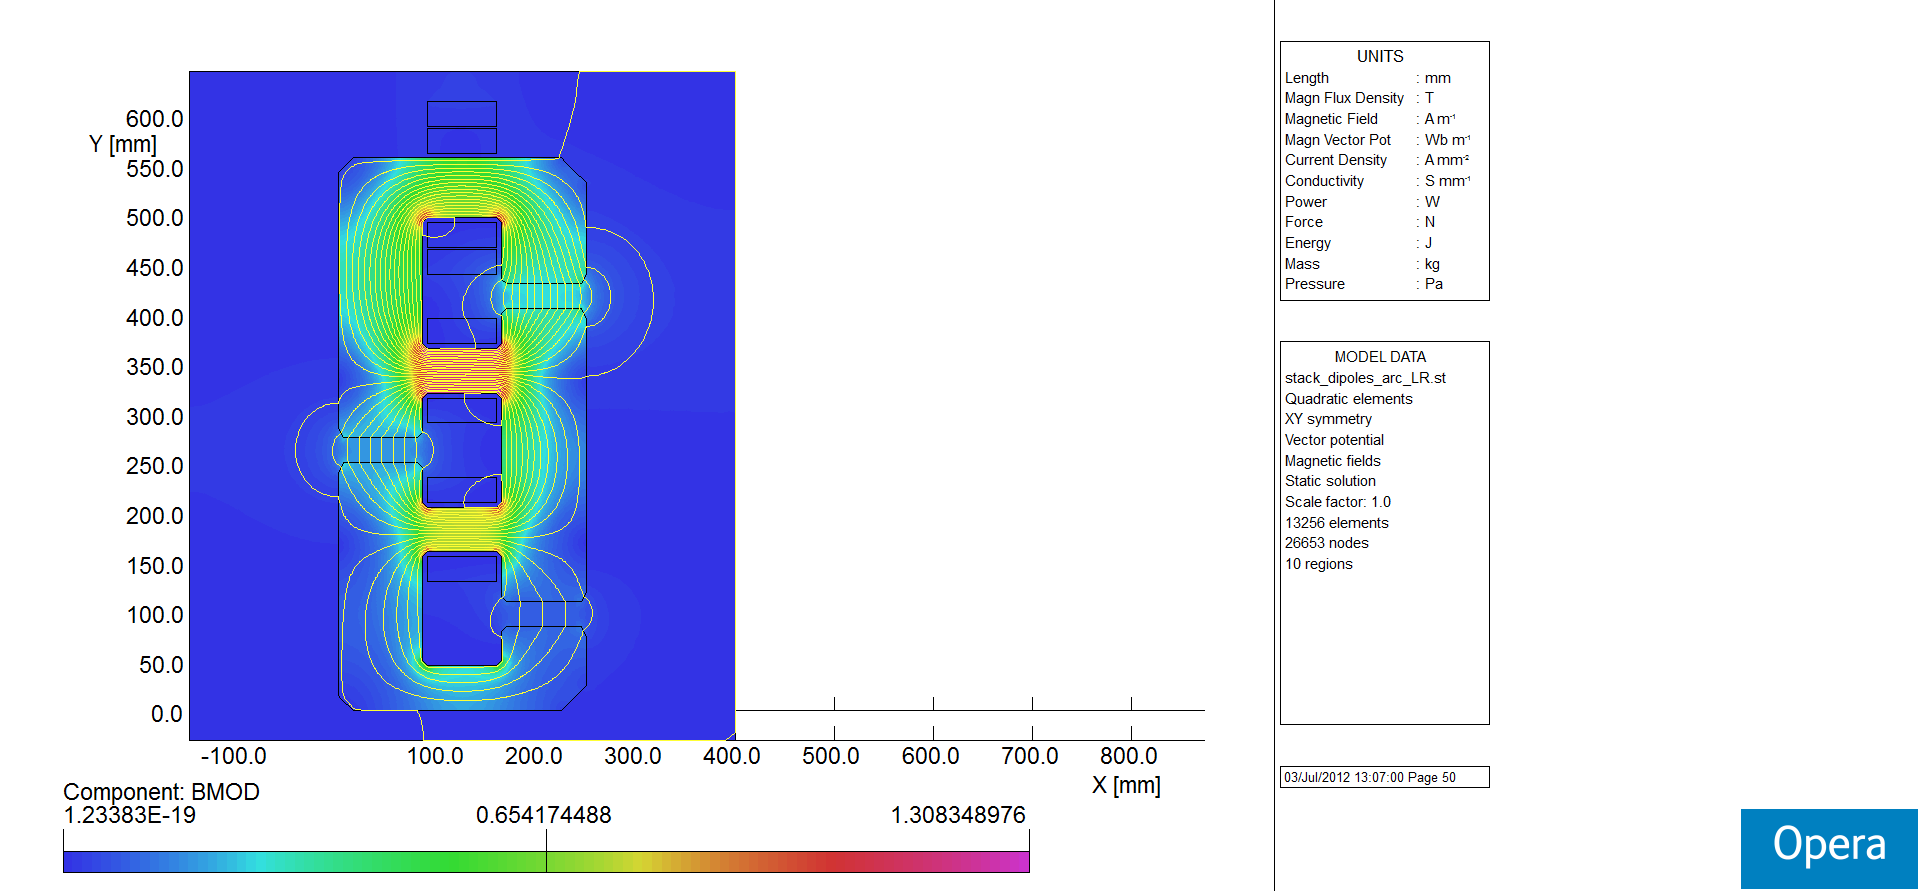 600.0
Y [mm]
550.0
500.0
450.0
400.0
350.0
300.0
250.0
200.0
150.0
100.0
50.0
0.0
-100.0 100.0 200.0 300.0 400.0 500.0 600.0 700.0 800.0
X [mm]
Component: BMOD
1.23383E-19 0.654174488 1.308348976
UNITS
Length : mm
Magn Flux Density : T
Magnetic Field : A m⁻¹
Magn Vector Pot : Wb m⁻¹
Current Density : A mm⁻²
Conductivity : S mm⁻¹
Power : W
Force : N
Energy : J
Mass : kg
Pressure : Pa
MODEL DATA
stack_dipoles_arc_LR.st
Quadratic elements
XY symmetry
Vector potential
Magnetic fields
Static solution
Scale factor: 1.0
13256 elements
26653 nodes
10 regions
03/Jul/2012 13:07:00 Page 50
Opera